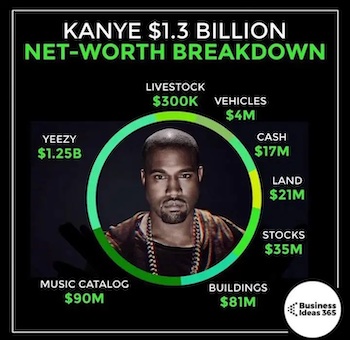 KANYE $1.3 BILLION
NET-WORTH BREAKDOWN
LIVESTOCK
$300K
VEHICLES
$4M
CASH
$17M
LAND
$21M
STOCKS
$35M
BUILDINGS
$81M
MUSIC CATALOG
$90M
YEEZY
$1.25B
Business
Ideas 365